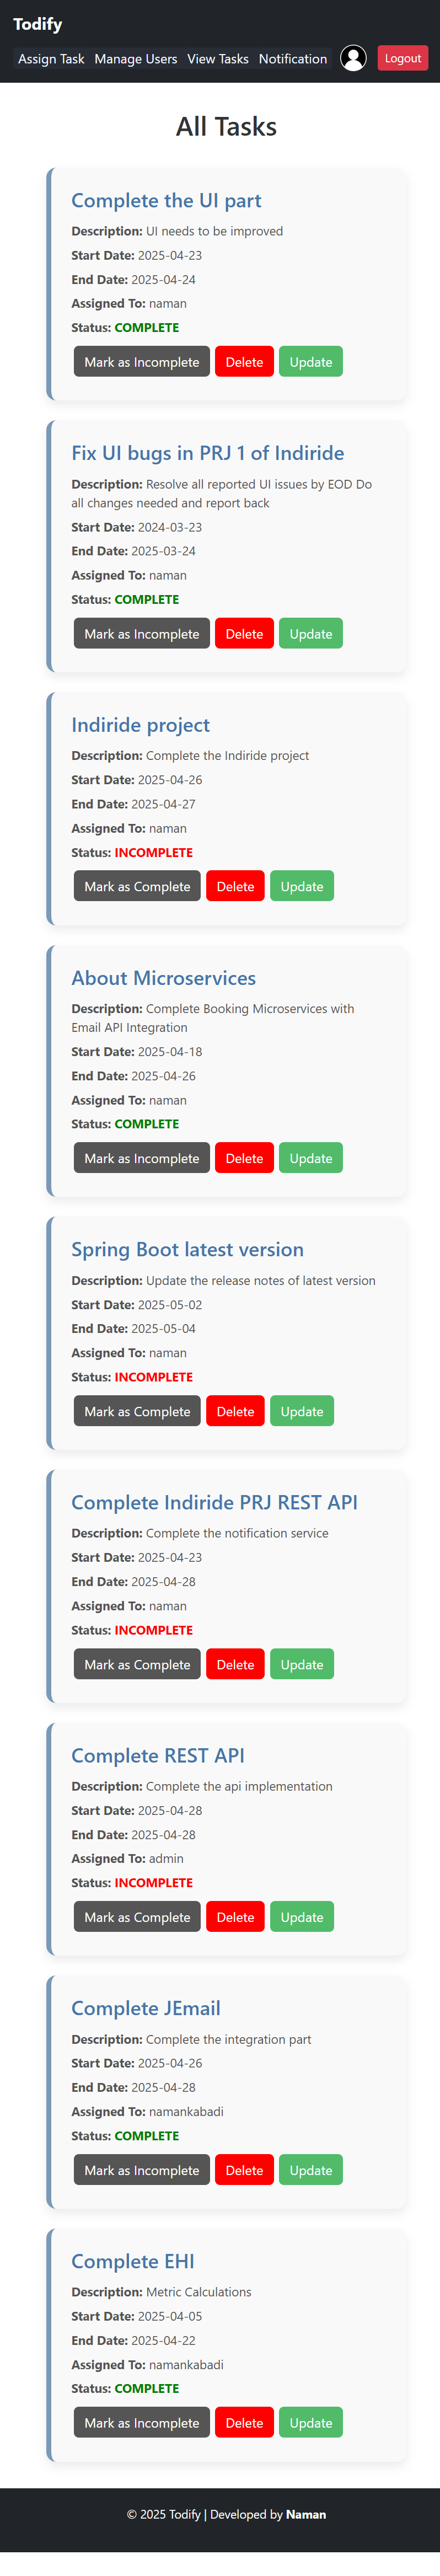 Todify
Assign Task Manage Users View Tasks Notification Logout
All Tasks
Complete the UI part
Description: UI needs to be improved
Start Date: 2025-04-23
End Date: 2025-04-24
Assigned To: naman
Status: COMPLETE
Mark as Incomplete Delete Update
Fix UI bugs in PRJ 1 of Indiride
Description: Resolve all reported UI issues by EOD Do
all changes needed and report back
Start Date: 2024-03-23
End Date: 2025-03-24
Assigned To: naman
Status: COMPLETE
Mark as Incomplete Delete Update
Indiride project
Description: Complete the Indiride project
Start Date: 2025-04-26
End Date: 2025-04-27
Assigned To: naman
Status: INCOMPLETE
Mark as Complete Delete Update
About Microservices
Description: Complete Booking Microservices with
Email API Integration
Start Date: 2025-04-18
End Date: 2025-04-26
Assigned To: naman
Status: COMPLETE
Mark as Incomplete Delete Update
Spring Boot latest version
Description: Update the release notes of latest version
Start Date: 2025-05-02
End Date: 2025-05-04
Assigned To: naman
Status: INCOMPLETE
Mark as Complete Delete Update
Complete Indiride PRJ REST API
Description: Complete the notification service
Start Date: 2025-04-23
End Date: 2025-04-28
Assigned To: naman
Status: INCOMPLETE
Mark as Complete Delete Update
Complete REST API
Description: Complete the api implementation
Start Date: 2025-04-28
End Date: 2025-04-28
Assigned To: admin
Status: INCOMPLETE
Mark as Complete Delete Update
Complete JEmail
Description: Complete the integration part
Start Date: 2025-04-26
End Date: 2025-04-28
Assigned To: namankabadi
Status: COMPLETE
Mark as Incomplete Delete Update
Complete EHI
Description: Metric Calculations
Start Date: 2025-04-05
End Date: 2025-04-22
Assigned To: namankabadi
Status: COMPLETE
Mark as Incomplete Delete Update
© 2025 Todify | Developed by Naman